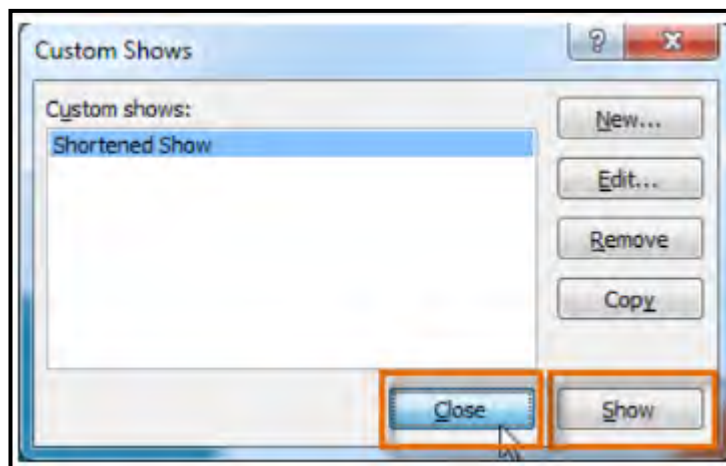 Custom Shows
?
Custom shows:
Shortened Show
New...
Edit...
Remove
Copy
Close
Show